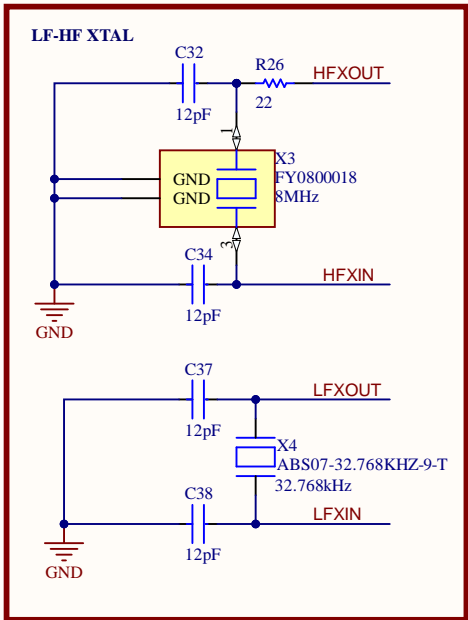 LF-HF XTAL
C32
12pF
R26
22
HFXOUT
1
X3
FY0800018
8MHz
GND
GND
3
C34
12pF
HFXIN
GND
C37
12pF
LFXOUT
X4
ABS07-32.768KHZ-9-T
32.768kHz
C38
12pF
LFXIN
GND